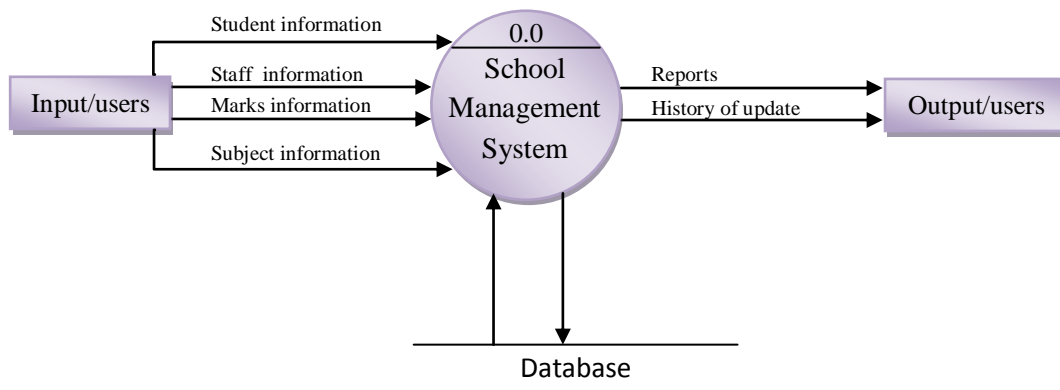 Student information
Staff information
Marks information
Subject information
Input/users
0.0
School
Management
System
Reports
History of update
Output/users
Database